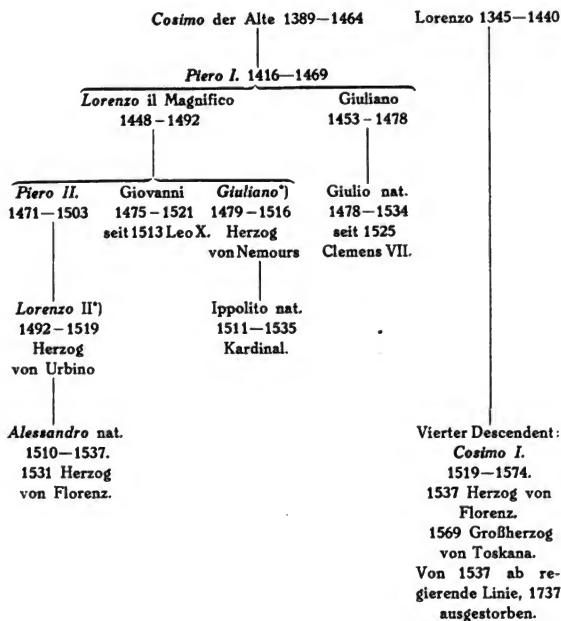 Cosimo der Alte 1389—1464
Lorenzo 1345—1440
Piero I. 1416—1469
Lorenzo il Magnifico
1448 – 1492
Giuliano
1453 – 1478
Piero II.
1471—1503
Giovanni
1475 – 1521
seit 1513 Leo X.
Giuliano*)
1479 – 1516
Herzog
von Nemours
Giulio nat.
1478—1534
seit 1525
Clemens VII.
Lorenzo II*)
1492 – 1519
Herzog
von Urbino
Ippolito nat.
1511—1535
Kardinal.
Alessandro nat.
1510—1537.
1531 Herzog
von Florenz.
Vierter Descendent:
Cosimo I.
1519—1574.
1537 Herzog von
Florenz.
1569 Großherzog
von Toskana.
Von 1537 ab re-
gierende Linie, 1737
ausgestorben.